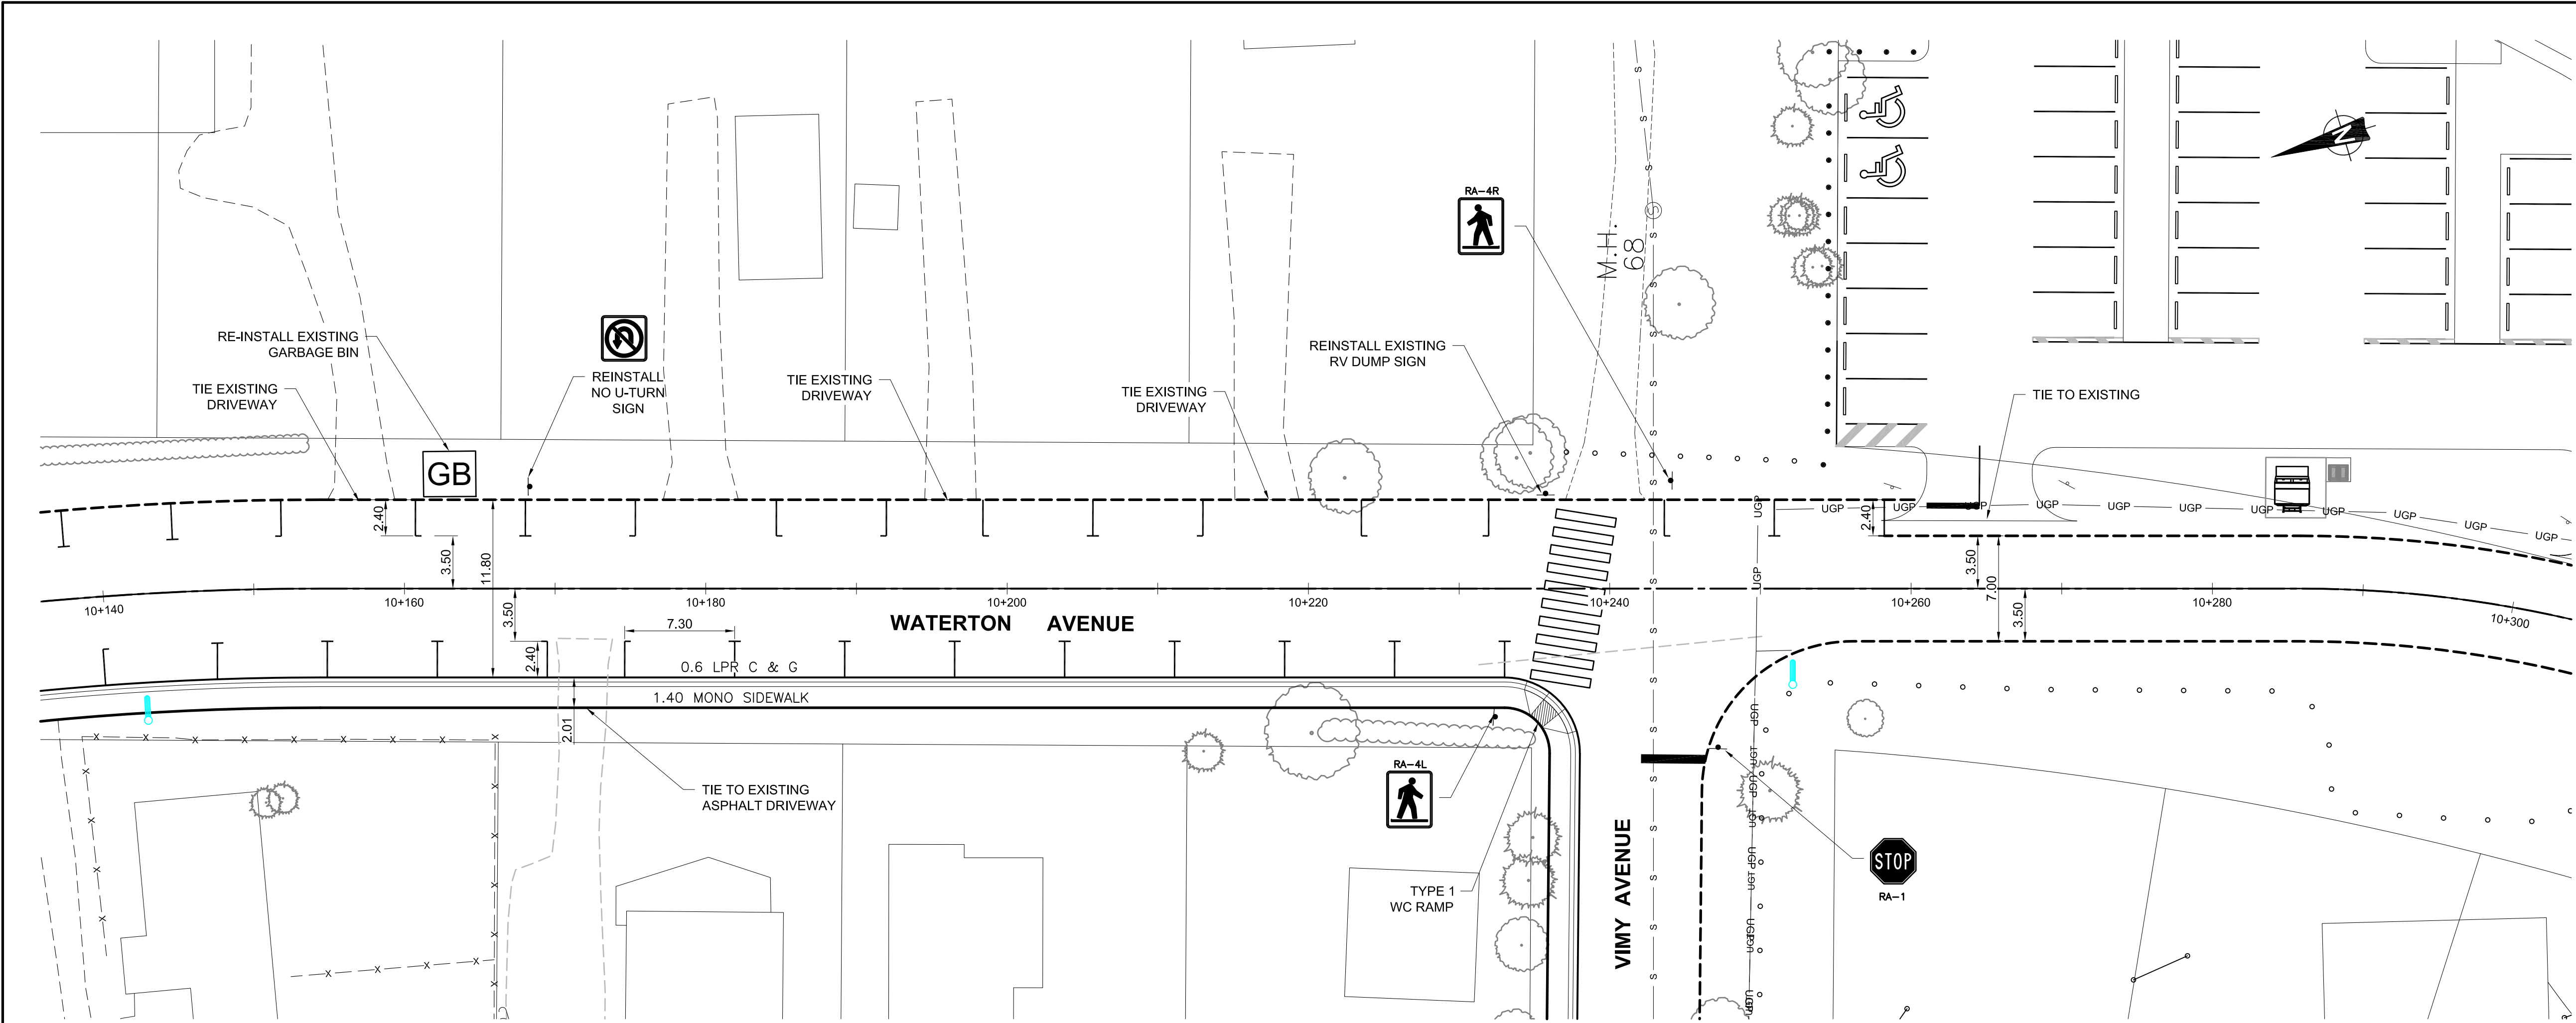 RA-4R
M.H.
68
N
RE-INSTALL EXISTING
GARBAGE BIN
TIE EXISTING
DRIVEWAY
GB
REINSTALL
NO U-TURN
SIGN
TIE EXISTING
DRIVEWAY
TIE EXISTING
DRIVEWAY
REINSTALL EXISTING
RV DUMP SIGN
TIE TO EXISTING
S S S S S S S S S S S S S S S
UGP UGP UGP UGP UGP UGP UGP UGP UGP UGP UGP UGP
2.40
3.50
11.80
2.40
3.50
7.00
3.50
10+140
10+160
10+180
10+200
10+220
10+240
10+260
10+280
10+300
3.50
2.40
7.30
WATERTON AVENUE
0.6 LPR C & G
1.40 MONO SIDEWALK
2.01
TIE TO EXISTING
ASPHALT DRIVEWAY
RA-4L
TYPE 1
WC RAMP
VIMY AVENUE
STOP
RA-1